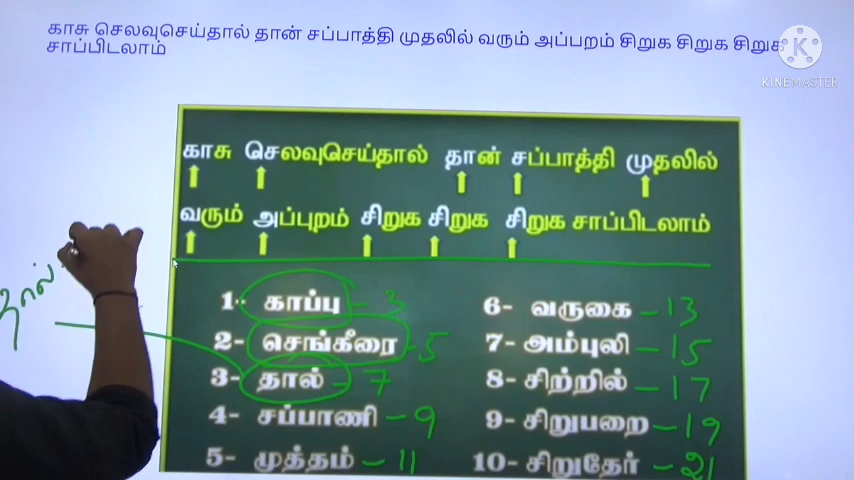 காசு செலவுசெய்தால் தான் சப்பாத்தி முதலில் வரும் அப்பறம் சிறுக சிறுக சிறுக
சாப்பிடலாம்
KINEMASTER
காசு செலவுசெய்தால் தான் சப்பாத்தி முதலில்
வரும் அப்புறம் சிறுக சிறுக சிறுக சாப்பிடலாம்
1- காப்பு - 3
2- செங்கீரை - 5
3- தால் - 7
4- சப்பாணி - 9
5- முத்தம் - 11
6- வருகை - 13
7- அம்புலி - 15
8- சிற்றில் - 17
9- சிறுபறை - 19
10- சிறுதேர் - 21